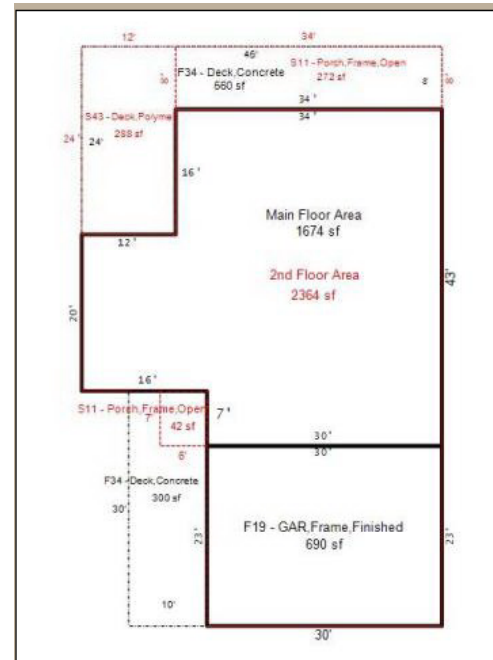 12'
34'
46'
S11 - Porch,Frame,Open
272 sf
F34 - Deck,Concrete
660 sf
8'
8'
8'
34'
34'
S43 - Deck,Polyme
288 sf
24'
24'
16'
Main Floor Area
1674 sf
12'
2nd Floor Area
2364 sf
43'
20'
16'
S11 - Porch,Frame,Open
42 sf
7'
7'
6'
30'
30'
F34 - Deck,Concrete
300 sf
30'
23'
F19 - GAR,Frame,Finished
690 sf
23'
10'
30'